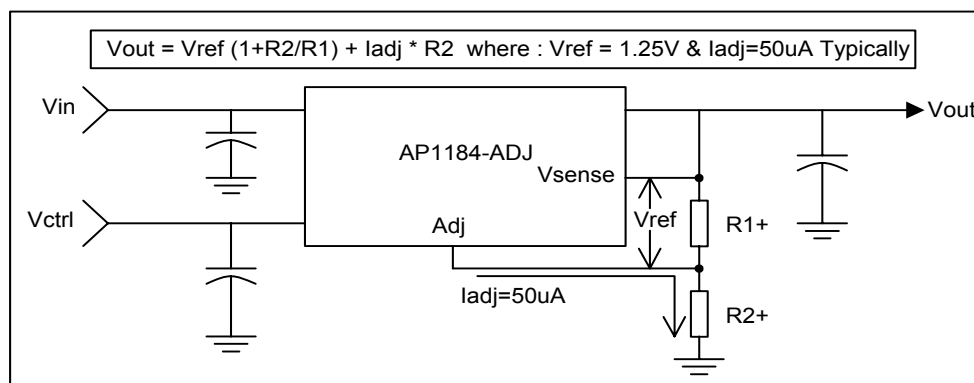 Vout = Vref (1+R2/R1) + Iadj * R2 where : Vref = 1.25V & Iadj=50uA Typically
Vin
Vout
AP1184-ADJ
Vsense
Vctrl
Adj
Vref
R1+
Iadj=50uA
R2+